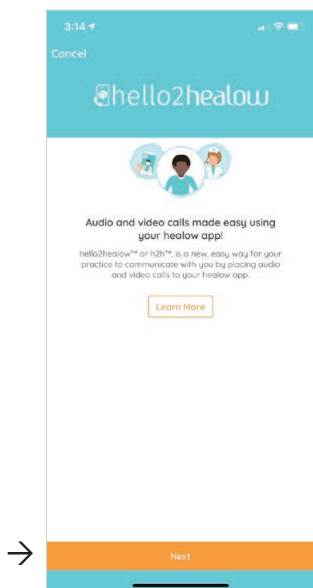 3:14
Cancel
hello2healow
Audio and video calls made easy using
your healow app!
hello2healow™ or h2h™, is a new, easy way for your
practice to communicate with you by placing audio
and video calls to your healow app.
Learn More
Next